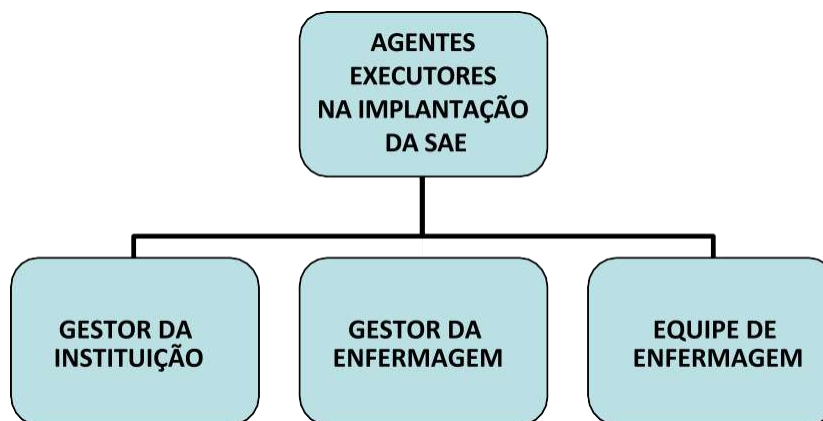 AGENTES
EXECUTORES
NA IMPLANTAÇÃO
DA SAE
GESTOR DA
INSTITUIÇÃO
GESTOR DA
ENFERMAGEM
EQUIPE DE
ENFERMAGEM